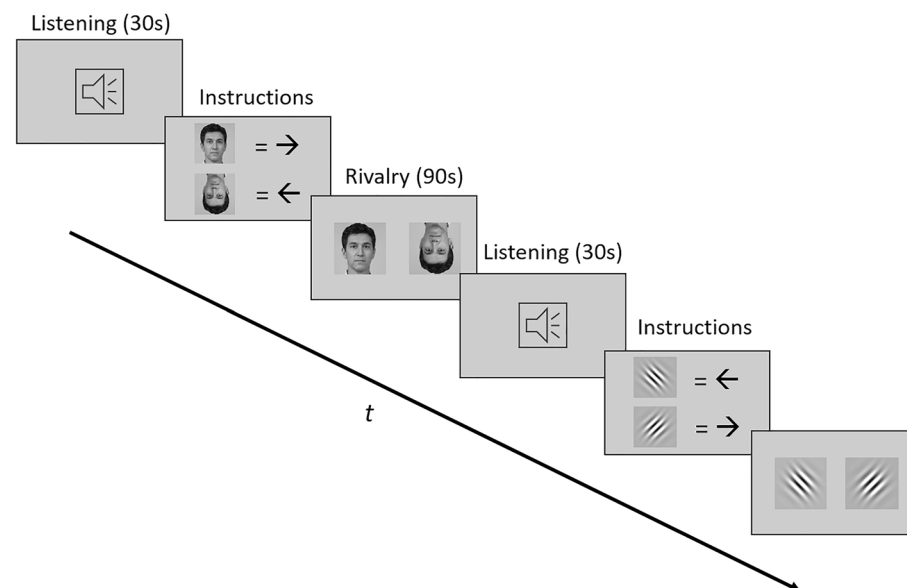 Listening (30s)
Instructions
= →
= ←
Rivalry (90s)
Listening (30s)
Instructions
= ←
= →
t